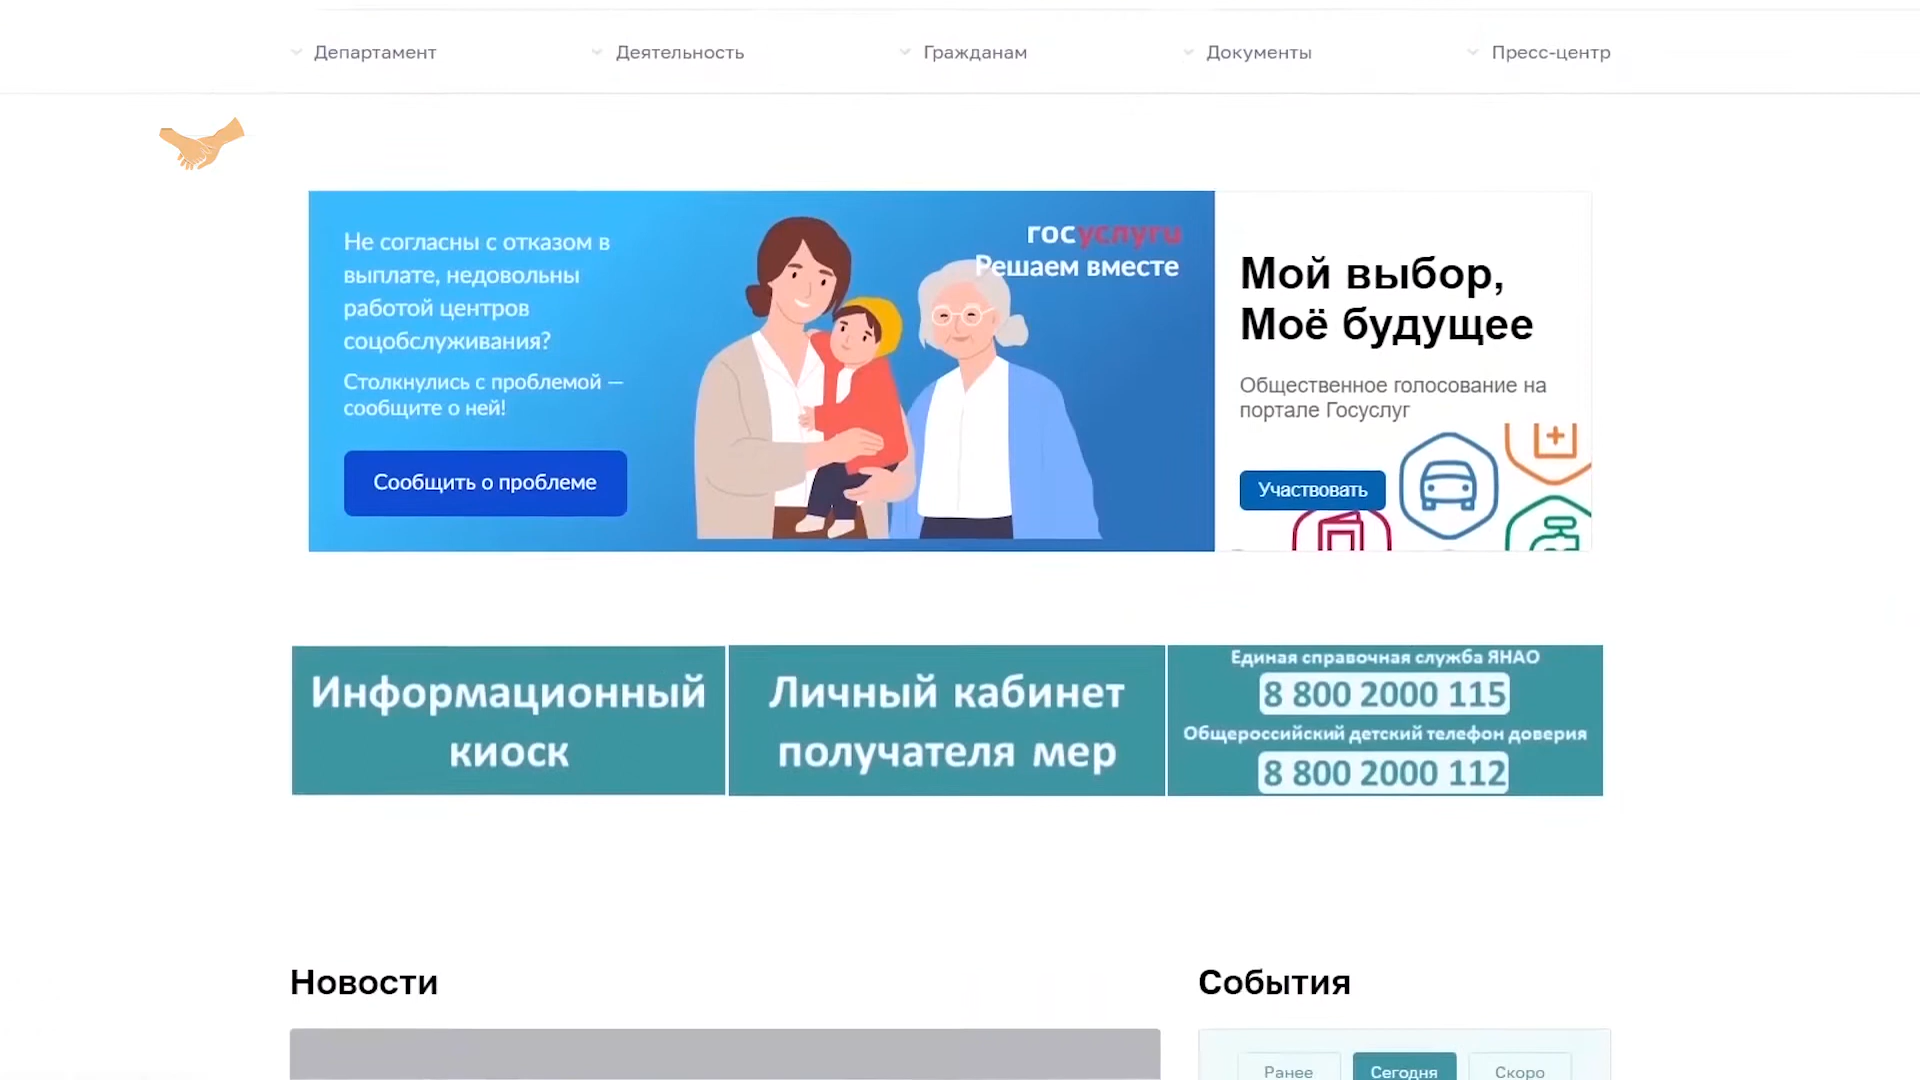 Департамент
Деятельность
Гражданам
Документы
Пресс-центр
Не согласны с отказом в
выплате, недовольны
работой центров
соцобслуживания?
Столкнулись с проблемой —
сообщите о ней!
Сообщить о проблеме
госуслуги
Решаем вместе
Мой выбор,
Моё будущее
Общественное голосование на
портале Госуслуг
Участвовать
Информационный
киоск
Личный кабинет
получателя мер
Единая справочная служба ЯНАО
8 800 2000 115
Общероссийский детский телефон доверия
8 800 2000 112
Новости
События
Ранее
Сегодня
Скоро